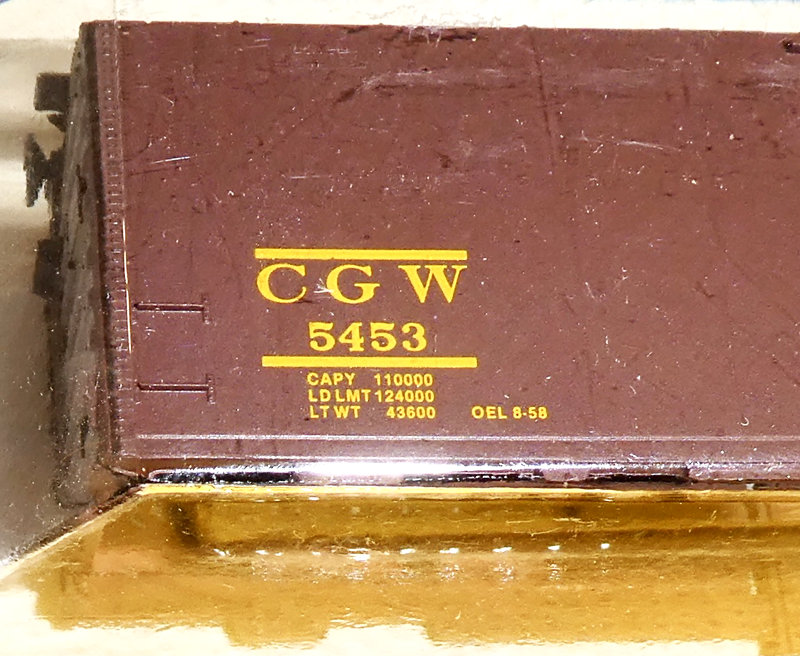 CGW
5453
CAPY 110000
LD LMT 124000
LT WT 43600 OEL 8-58